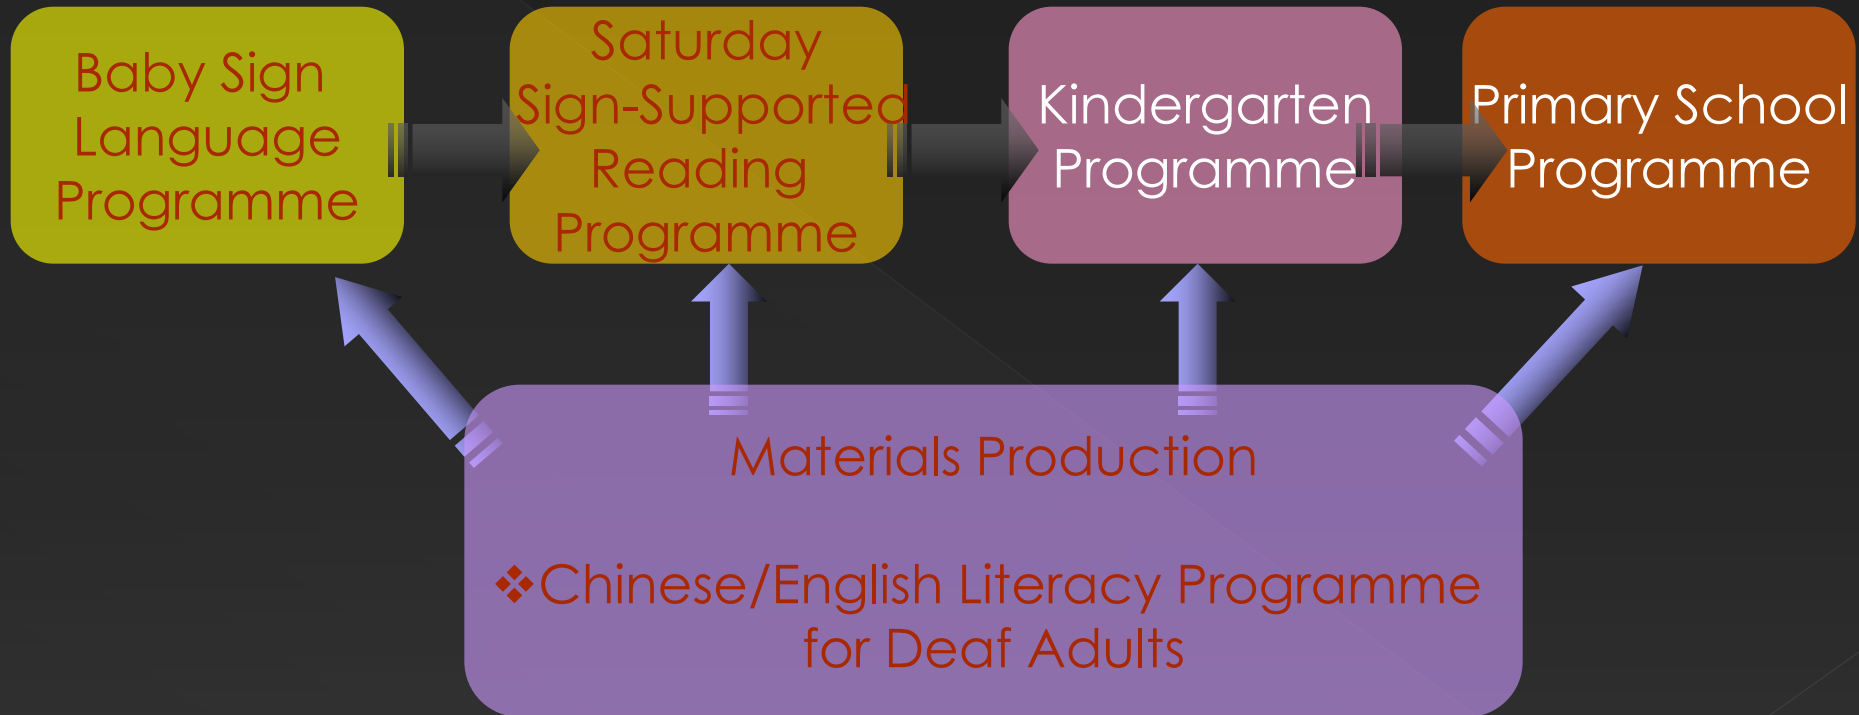 Baby Sign
Language
Programme
Saturday
Sign-Supported
Reading
Programme
Kindergarten
Programme
Primary School
Programme
Materials Production
❖Chinese/English Literacy Programme
for Deaf Adults